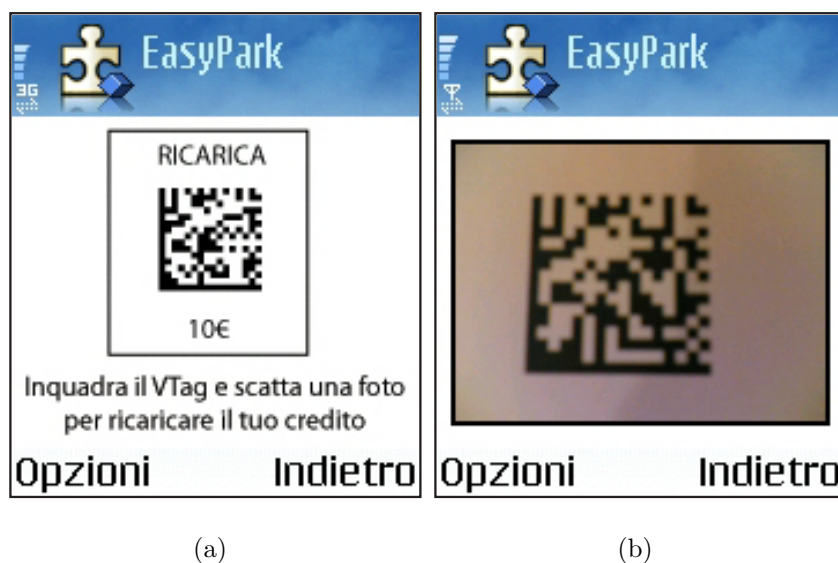 EasyPark
3G
RICARICA
10€
Inquadra il VTag e scatta una foto
per ricaricare il tuo credito
Opzioni
Indietro
(a)
EasyPark
Opzioni
Indietro
(b)